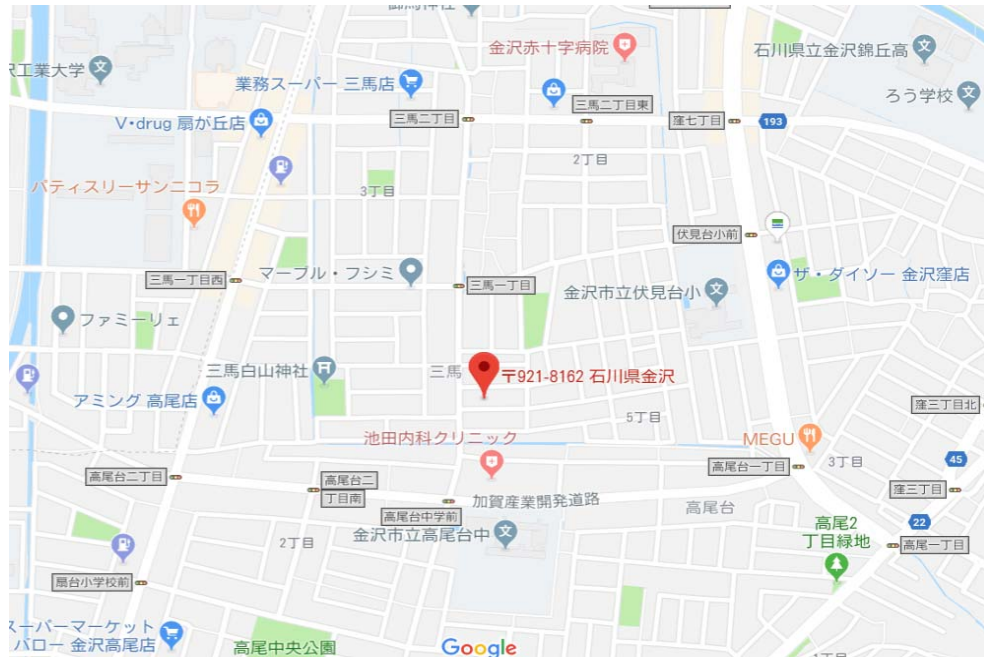 金沢赤十字病院
石川県立金沢錦丘高
工業大学
業務スーパー 三馬店
ろう学校
V・drug 扇が丘店
三馬二丁目
三馬二丁目東
窪七丁目
193
2丁目
3丁目
パティスリーサンニコラ
伏見台小前
三馬一丁目西
マーブル・フシミ
三馬一丁目
金沢市立伏見台小
ザ・ダイソー 金沢窪店
ファミーリェ
三馬白山神社
三馬
〒921-8162 石川県金沢
アミング 高尾店
5丁目
窪三丁目北
池田内科クリニック
MEGU
高尾台二丁目
高尾台二
丁目南
高尾台一丁目
3丁目
45
窪三丁目
加賀産業開発道路
高尾台
高尾台中学前
金沢市立高尾台中
22
高尾2
丁目緑地
高尾一丁目
2丁目
扇台小学校前
スーパーマーケット
バロー 金沢高尾店
高尾中央公園
Google
1丁目